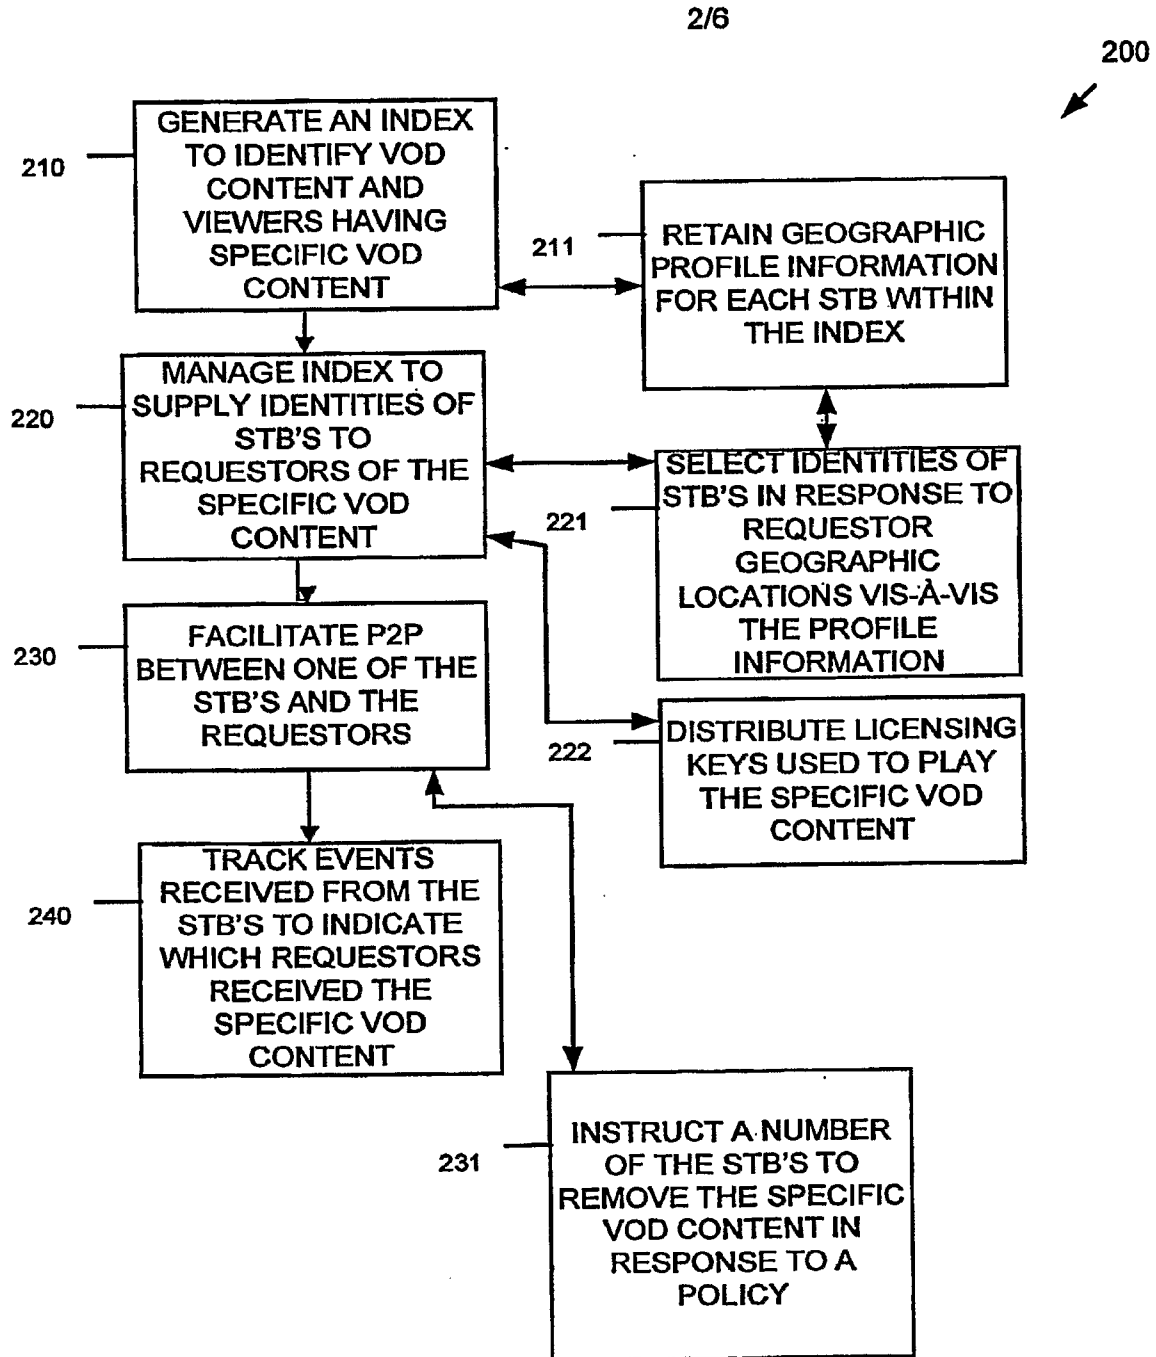 2/6
200
210
GENERATE AN INDEX
TO IDENTIFY VOD
CONTENT AND
VIEWERS HAVING
SPECIFIC VOD
CONTENT
211
RETAIN GEOGRAPHIC
PROFILE INFORMATION
FOR EACH STB WITHIN
THE INDEX
220
MANAGE INDEX TO
SUPPLY IDENTITIES OF
STB'S TO
REQUESTORS OF THE
SPECIFIC VOD
CONTENT
221
SELECT IDENTITIES OF
STB'S IN RESPONSE TO
REQUESTOR
GEOGRAPHIC
LOCATIONS VIS-À-VIS
THE PROFILE
INFORMATION
230
FACILITATE P2P
BETWEEN ONE OF THE
STB'S AND THE
REQUESTORS
222
DISTRIBUTE LICENSING
KEYS USED TO PLAY
THE SPECIFIC VOD
CONTENT
240
TRACK EVENTS
RECEIVED FROM THE
STB'S TO INDICATE
WHICH REQUESTORS
RECEIVED THE
SPECIFIC VOD
CONTENT
231
INSTRUCT A NUMBER
OF THE STB'S TO
REMOVE THE SPECIFIC
VOD CONTENT IN
RESPONSE TO A
POLICY